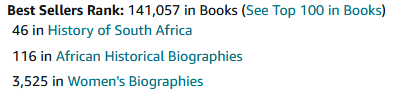 Best Sellers Rank: 141,057 in Books (See Top 100 in Books)
46 in History of South Africa
116 in African Historical Biographies
3,525 in Women's Biographies